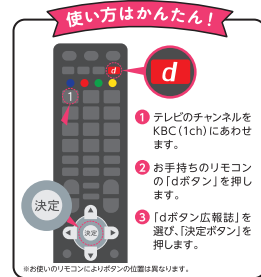 使い方はかんたん！
d
d
1
① テレビのチャンネルを
KBC（1ch）にあわせ
ます。
② お手持ちのリモコン
の「dボタン」を押し
ます。
③ 「dボタン広報誌」を
選び、「決定ボタン」を
押します。
決定
決定
※お使いのリモコンによりボタンの位置は異なります。